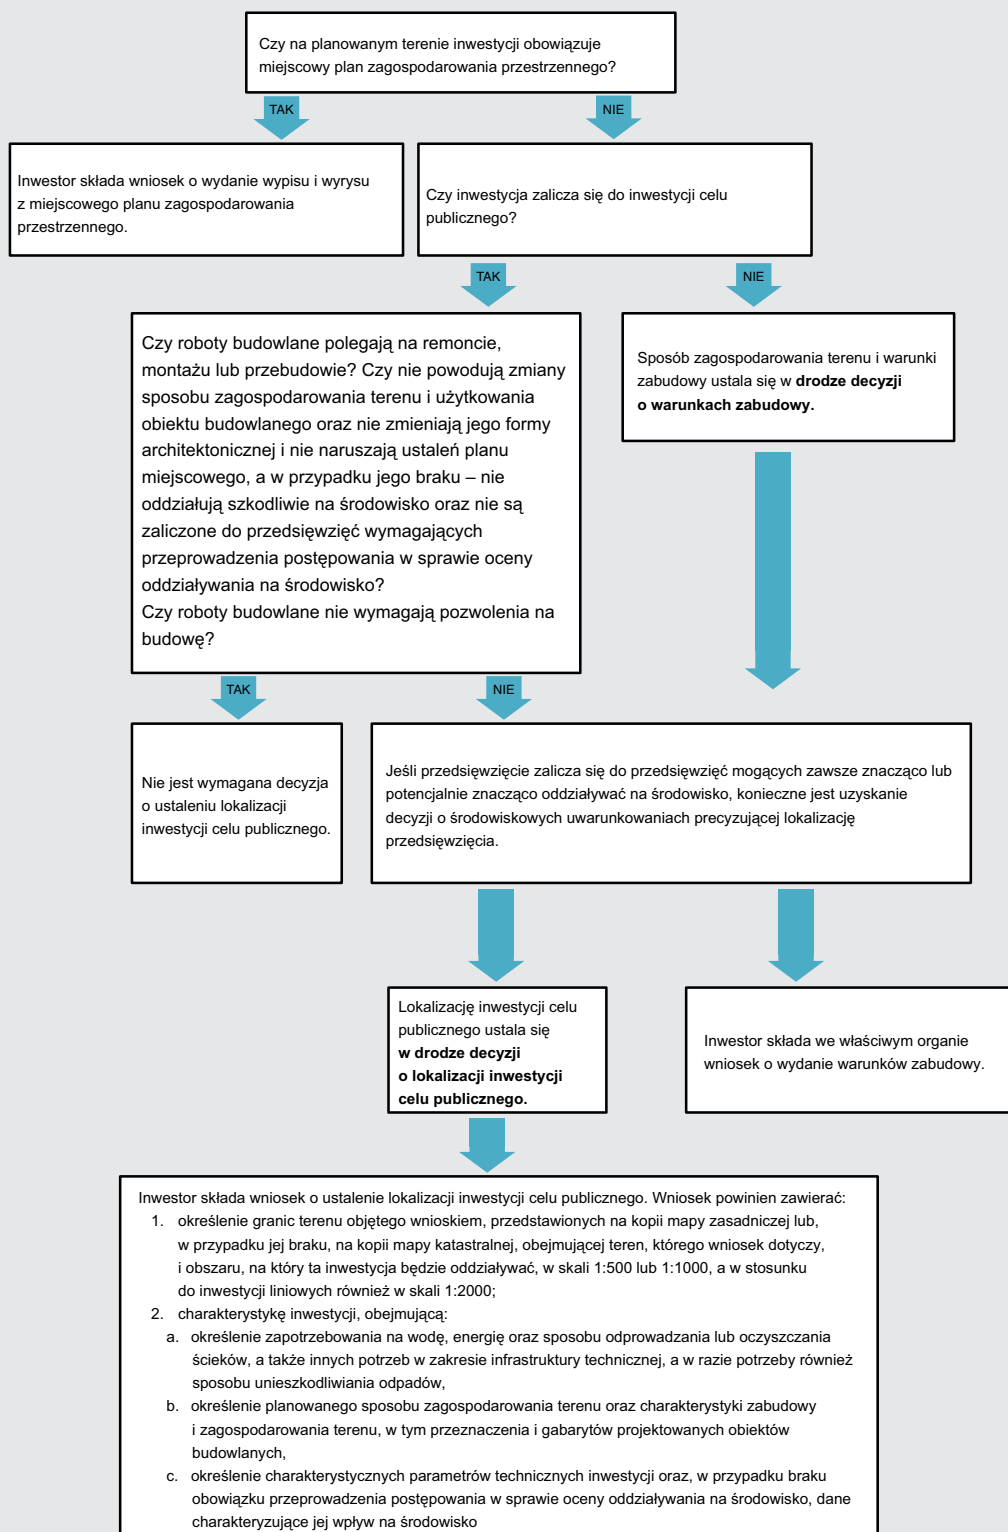 Czy na planowanym terenie inwestycji obowiązuje
miejscowy plan zagospodarowania przestrzennego?
TAK
NIE
Inwestor składa wniosek o wydanie wypisu i wyrysu
z miejscowego planu zagospodarowania
przestrzennego.
Czy inwestycja zalicza się do inwestycji celu
publicznego?
TAK
NIE
Czy roboty budowlane polegają na remoncie,
montażu lub przebudowie? Czy nie powodują zmiany
sposobu zagospodarowania terenu i użytkowania
obiektu budowlanego oraz nie zmieniają jego formy
architektonicznej i nie naruszają ustaleń planu
miejscowego, a w przypadku jego braku – nie
oddziałują szkodliwie na środowisko oraz nie są
zaliczone do przedsięwzięć wymagających
przeprowadzenia postępowania w sprawie oceny
oddziaływania na środowisko?
Czy roboty budowlane nie wymagają pozwolenia na
budowę?
Sposób zagospodarowania terenu i warunki
zabudowy ustala się w drodze decyzji
o warunkach zabudowy.
TAK
NIE
Nie jest wymagana decyzja
o ustaleniu lokalizacji
inwestycji celu publicznego.
Jeśli przedsięwzięcie zalicza się do przedsięwzięć mogących zawsze znacząco lub
potencjalnie znacząco oddziaływać na środowisko, konieczne jest uzyskanie
decyzji o środowiskowych uwarunkowaniach precyzującej lokalizację
przedsięwzięcia.
Lokalizację inwestycji celu
publicznego ustala się
w drodze decyzji
o lokalizacji inwestycji
celu publicznego.
Inwestor składa we właściwym organie
wniosek o wydanie warunków zabudowy.
Inwestor składa wniosek o ustalenie lokalizacji inwestycji celu publicznego. Wniosek powinien zawierać:
1. określenie granic terenu objętego wnioskiem, przedstawionych na kopii mapy zasadniczej lub,
w przypadku jej braku, na kopii mapy katastralnej, obejmującej teren, którego wniosek dotyczy,
i obszaru, na który ta inwestycja będzie oddziaływać, w skali 1:500 lub 1:1000, a w stosunku
do inwestycji liniowych również w skali 1:2000;
2. charakterystykę inwestycji, obejmującą:
a. określenie zapotrzebowania na wodę, energię oraz sposobu odprowadzania lub oczyszczania
ścieków, a także innych potrzeb w zakresie infrastruktury technicznej, a w razie potrzeby również
sposobu unieszkodliwiania odpadów,
b. określenie planowanego sposobu zagospodarowania terenu oraz charakterystyki zabudowy
i zagospodarowania terenu, w tym przeznaczenia i gabarytów projektowanych obiektów
budowlanych,
c. określenie charakterystycznych parametrów technicznych inwestycji oraz, w przypadku braku
obowiązku przeprowadzenia postępowania w sprawie oceny oddziaływania na środowisko, dane
charakteryzujące jej wpływ na środowisko